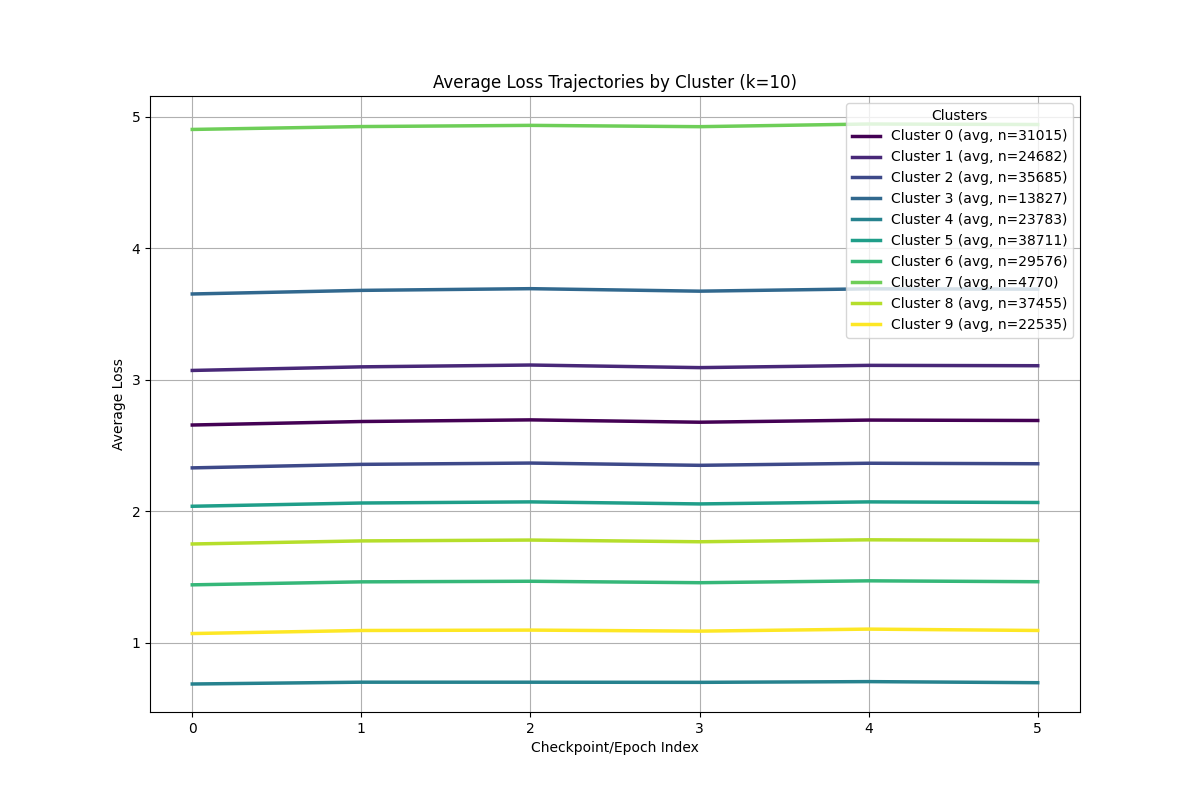 Average Loss Trajectories by Cluster (k=10)
Clusters
Cluster 0 (avg, n=31015)
Cluster 1 (avg, n=24682)
Cluster 2 (avg, n=35685)
Cluster 3 (avg, n=13827)
Cluster 4 (avg, n=23783)
Cluster 5 (avg, n=38711)
Cluster 6 (avg, n=29576)
Cluster 7 (avg, n=4770)
Cluster 8 (avg, n=37455)
Cluster 9 (avg, n=22535)
Average Loss
5
4
3
2
1
0 1 2 3 4 5
Checkpoint/Epoch Index